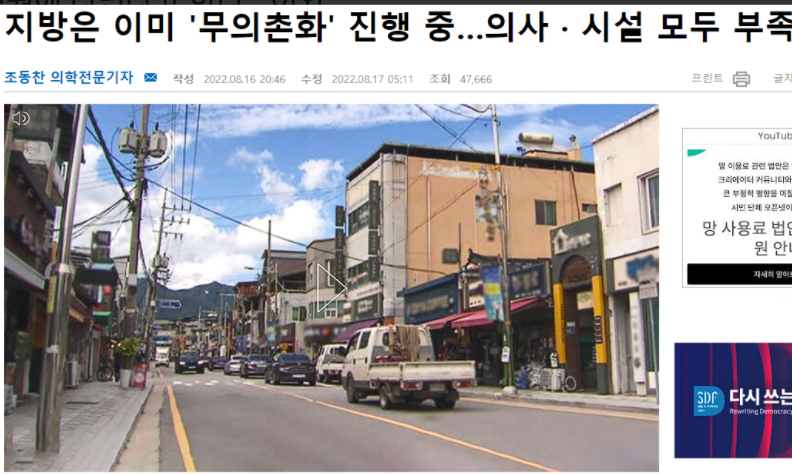 지방은 이미 '무의촌화' 진행 중...의사 · 시설 모두 부족
조동찬 의학전문기자 작성 2022.08.16 20:46 수정 2022.08.17 05:11 조회 47,666
프린트 글자
YouTub
망 이용료 관련 법안은
크리에이터 커뮤니티와
큰 부정적 영향을 미칠
시민 단체 오픈넷이
망 사용료 법안
원 안내
자세히 알아보
SDF 다시 쓰는
Rewriting Democracy